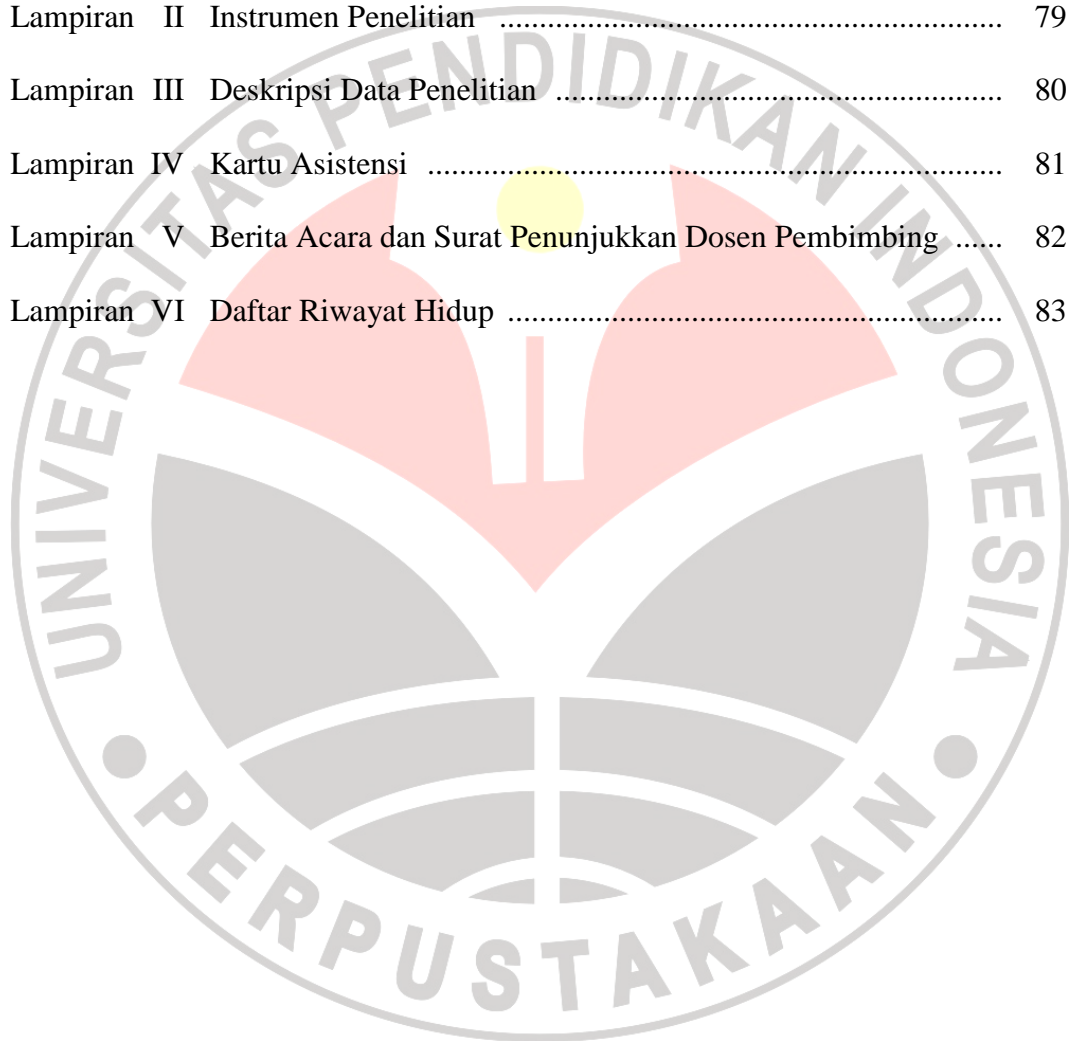 Lampiran II Instrumen Penelitian ............................................................... 79
Lampiran III Deskripsi Data Penelitian ........................................................ 80
Lampiran IV Kartu Asistensi ........................................................................ 81
Lampiran V Berita Acara dan Surat Penunjukkan Dosen Pembimbing ...... 82
Lampiran VI Daftar Riwayat Hidup .............................................................. 83
UNIVERSITAS PENDIDIKAN INDONESIA
PERPUSTAKAAN